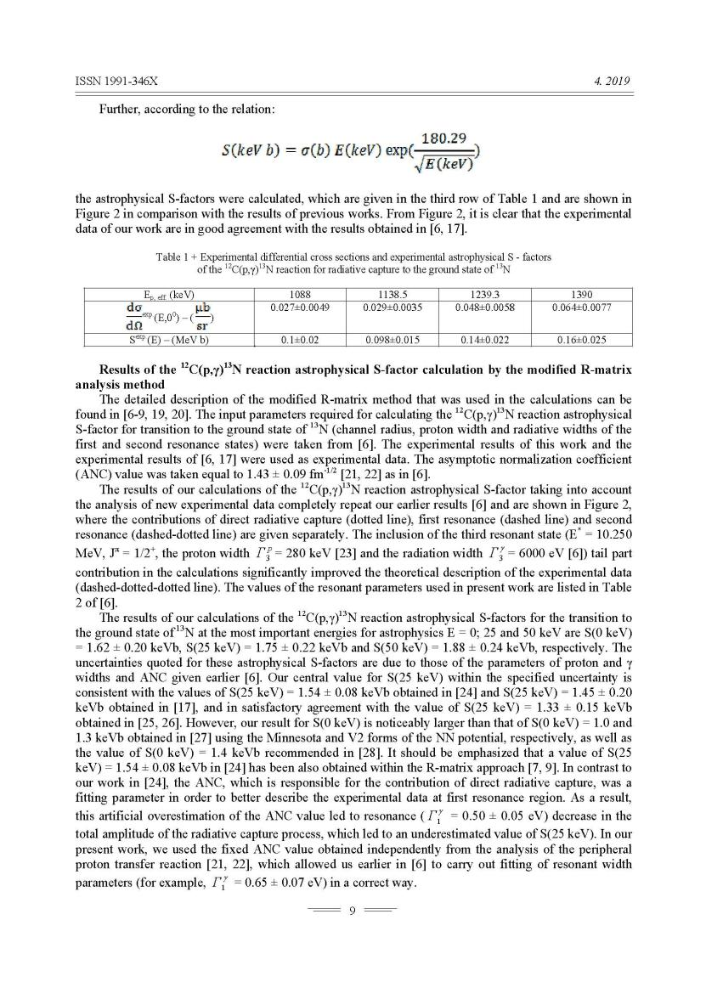 ISSN 1991-346X 4. 2019
Further, according to the relation:
S(keV b) = σ(b) E(keV) exp(180.29/√E(keV))
the astrophysical S-factors were calculated, which are given in the third row of Table 1 and are shown in
Figure 2 in comparison with the results of previous works. From Figure 2, it is clear that the experimental
data of our work are in good agreement with the results obtained in [6, 17].
Table 1 + Experimental differential cross sections and experimental astrophysical S - factors
of the ¹²C(p,γ)¹³N reaction for radiative capture to the ground state of ¹³N
Ep, eff (keV) 1088 1138.5 1239.3 1390
dσ/dΩ exp (E,0⁰) – (μb/sr) 0.027±0.0049 0.029±0.0035 0.048±0.0058 0.064±0.0077
Sexp (E) – (MeV b) 0.1±0.02 0.098±0.015 0.14±0.022 0.16±0.025
Results of the ¹²C(p,γ)¹³N reaction astrophysical S-factor calculation by the modified R-matrix
analysis method
The detailed description of the modified R-matrix method that was used in the calculations can be
found in [6-9, 19, 20]. The input parameters required for calculating the ¹²C(p,γ)¹³N reaction astrophysical
S-factor for transition to the ground state of ¹³N (channel radius, proton width and radiative widths of the
first and second resonance states) were taken from [6]. The experimental results of this work and the
experimental results of [6, 17] were used as experimental data. The asymptotic normalization coefficient
(ANC) value was taken equal to 1.43 ± 0.09 fm⁻¹ᐟ² [21, 22] as in [6].
The results of our calculations of the ¹²C(p,γ)¹³N reaction astrophysical S-factor taking into account
the analysis of new experimental data completely repeat our earlier results [6] and are shown in Figure 2,
where the contributions of direct radiative capture (dotted line), first resonance (dashed line) and second
resonance (dashed-dotted line) are given separately. The inclusion of the third resonant state (E* = 10.250
MeV, Jπ = 1/2⁺, the proton width Γ₃ᵖ = 280 keV [23] and the radiation width Γ₃ᵞ = 6000 eV [6]) tail part
contribution in the calculations significantly improved the theoretical description of the experimental data
(dashed-dotted-dotted line). The values of the resonant parameters used in present work are listed in Table
2 of [6].
The results of our calculations of the ¹²C(p,γ)¹³N reaction astrophysical S-factors for the transition to
the ground state of ¹³N at the most important energies for astrophysics E = 0; 25 and 50 keV are S(0 keV)
= 1.62 ± 0.20 keVb, S(25 keV) = 1.75 ± 0.22 keVb and S(50 keV) = 1.88 ± 0.24 keVb, respectively. The
uncertainties quoted for these astrophysical S-factors are due to those of the parameters of proton and γ
widths and ANC given earlier [6]. Our central value for S(25 keV) within the specified uncertainty is
consistent with the values of S(25 keV) = 1.54 ± 0.08 keVb obtained in [24] and S(25 keV) = 1.45 ± 0.20
keVb obtained in [17], and in satisfactory agreement with the value of S(25 keV) = 1.33 ± 0.15 keVb
obtained in [25, 26]. However, our result for S(0 keV) is noticeably larger than that of S(0 keV) = 1.0 and
1.3 keVb obtained in [27] using the Minnesota and V2 forms of the NN potential, respectively, as well as
the value of S(0 keV) = 1.4 keVb recommended in [28]. It should be emphasized that a value of S(25
keV) = 1.54 ± 0.08 keVb in [24] has been also obtained within the R-matrix approach [7, 9]. In contrast to
our work in [24], the ANC, which is responsible for the contribution of direct radiative capture, was a
fitting parameter in order to better describe the experimental data at first resonance region. As a result,
this artificial overestimation of the ANC value led to resonance ( Γ₁ᵞ = 0.50 ± 0.05 eV) decrease in the
total amplitude of the radiative capture process, which led to an underestimated value of S(25 keV). In our
present work, we used the fixed ANC value obtained independently from the analysis of the peripheral
proton transfer reaction [21, 22], which allowed us earlier in [6] to carry out fitting of resonant width
parameters (for example, Γ₁ᵞ = 0.65 ± 0.07 eV) in a correct way.
9